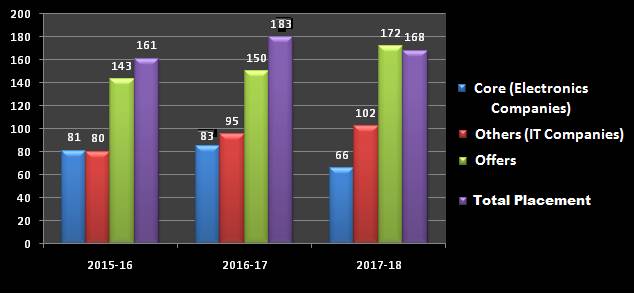 200
180
160
140
120
100
80
60
40
20
0
81 80 143 161
83 95 150 183
66 102 172 168
2015-16 2016-17 2017-18
Core (Electronics
Companies)
Others (IT Companies)
Offers
Total Placement